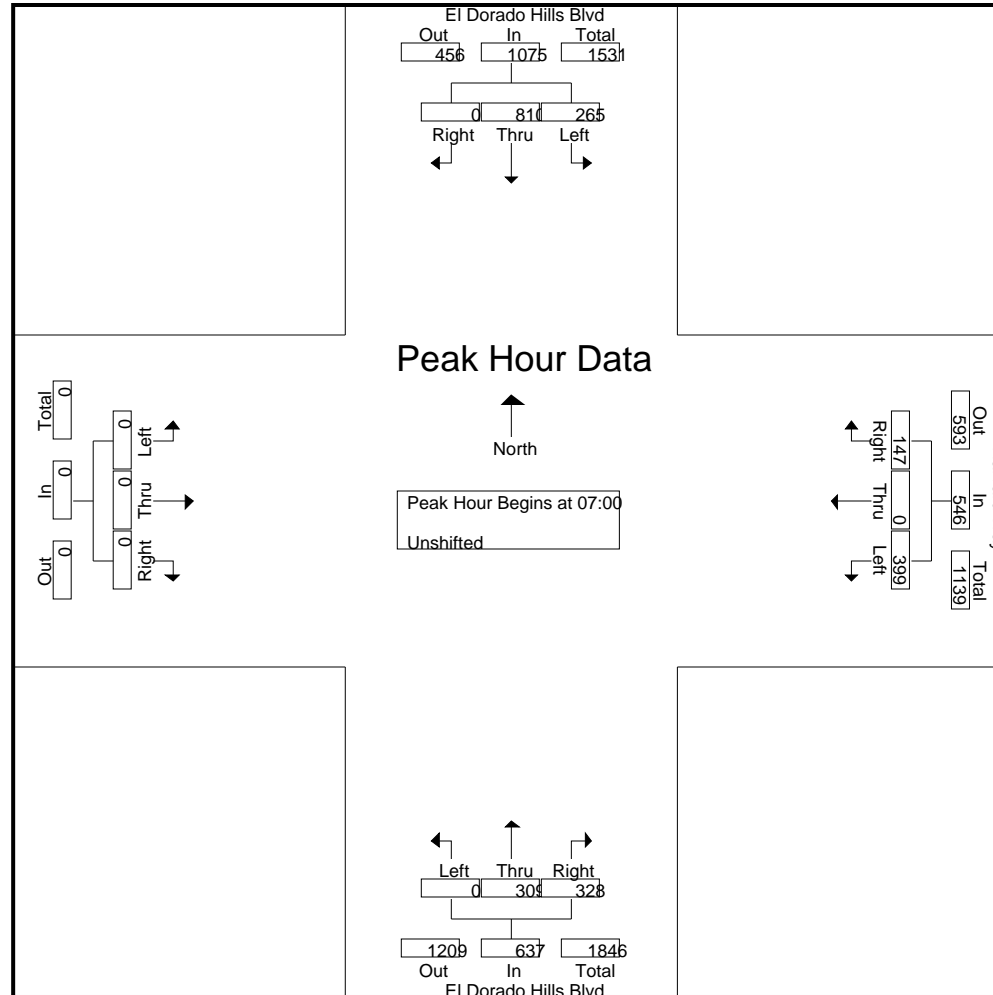 El Dorado Hills Blvd
Out In Total
456 1075 1531
0 810 265
Right Thru Left
Peak Hour Data
North
Peak Hour Begins at 07:00
Unshifted
Total In Out
0 0 0
0 0 0
Left Thru Right
Right Thru Left
147 0 399
593 546 1139
Out In Total
Left Thru Right
0 309 328
1209 637 1846
Out In Total
El Dorado Hills Blvd